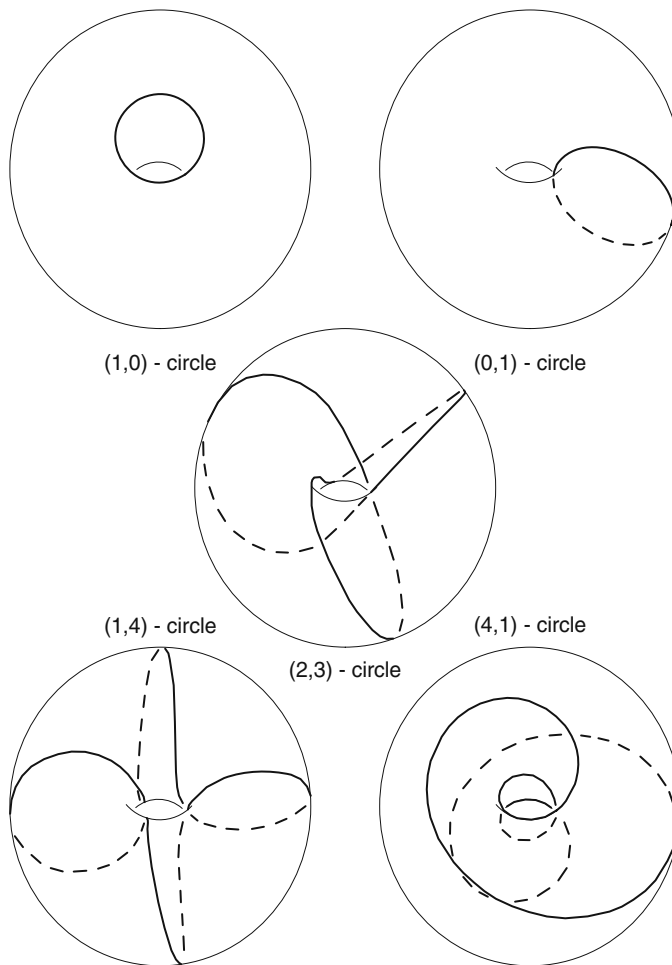 (1,0) - circle
(0,1) - circle
(1,4) - circle
(4,1) - circle
(2,3) - circle